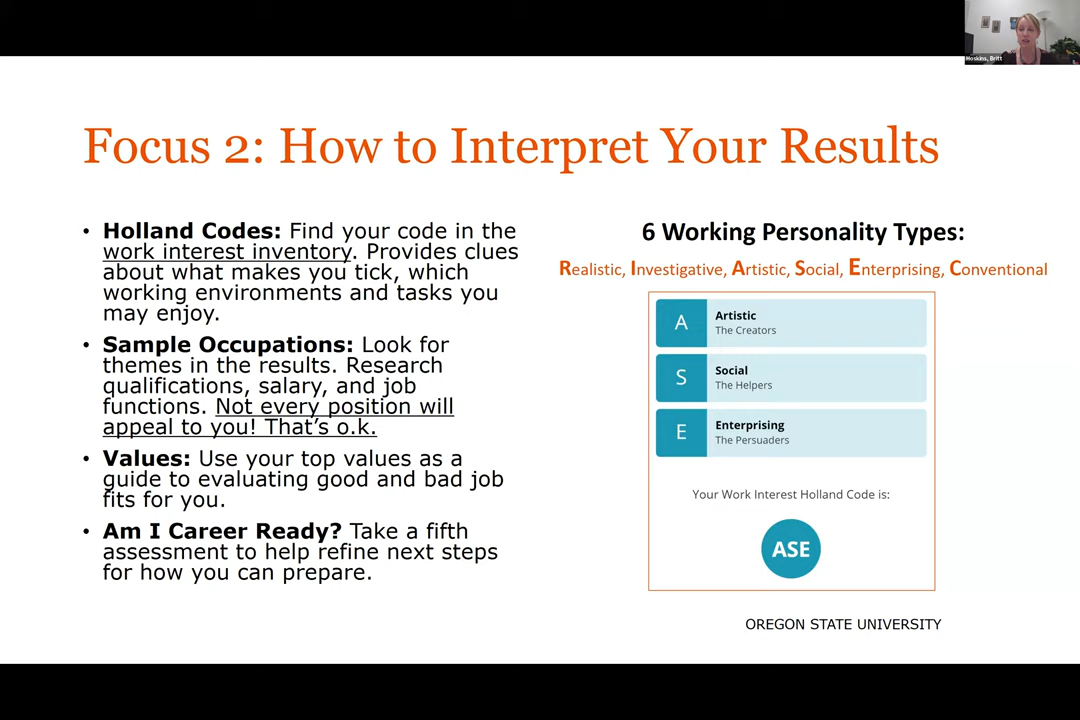 Hoskins, Britt
Focus 2: How to Interpret Your Results
• Holland Codes: Find your code in the
work interest inventory. Provides clues
about what makes you tick, which
working environments and tasks you
may enjoy.
• Sample Occupations: Look for
themes in the results. Research
qualifications, salary, and job
functions. Not every position will
appeal to you! That's o.k.
• Values: Use your top values as a
guide to evaluating good and bad job
fits for you.
• Am I Career Ready? Take a fifth
assessment to help refine next steps
for how you can prepare.
6 Working Personality Types:
Realistic, Investigative, Artistic, Social, Enterprising, Conventional
A
Artistic
The Creators
S
Social
The Helpers
E
Enterprising
The Persuaders
Your Work Interest Holland Code is:
ASE
OREGON STATE UNIVERSITY